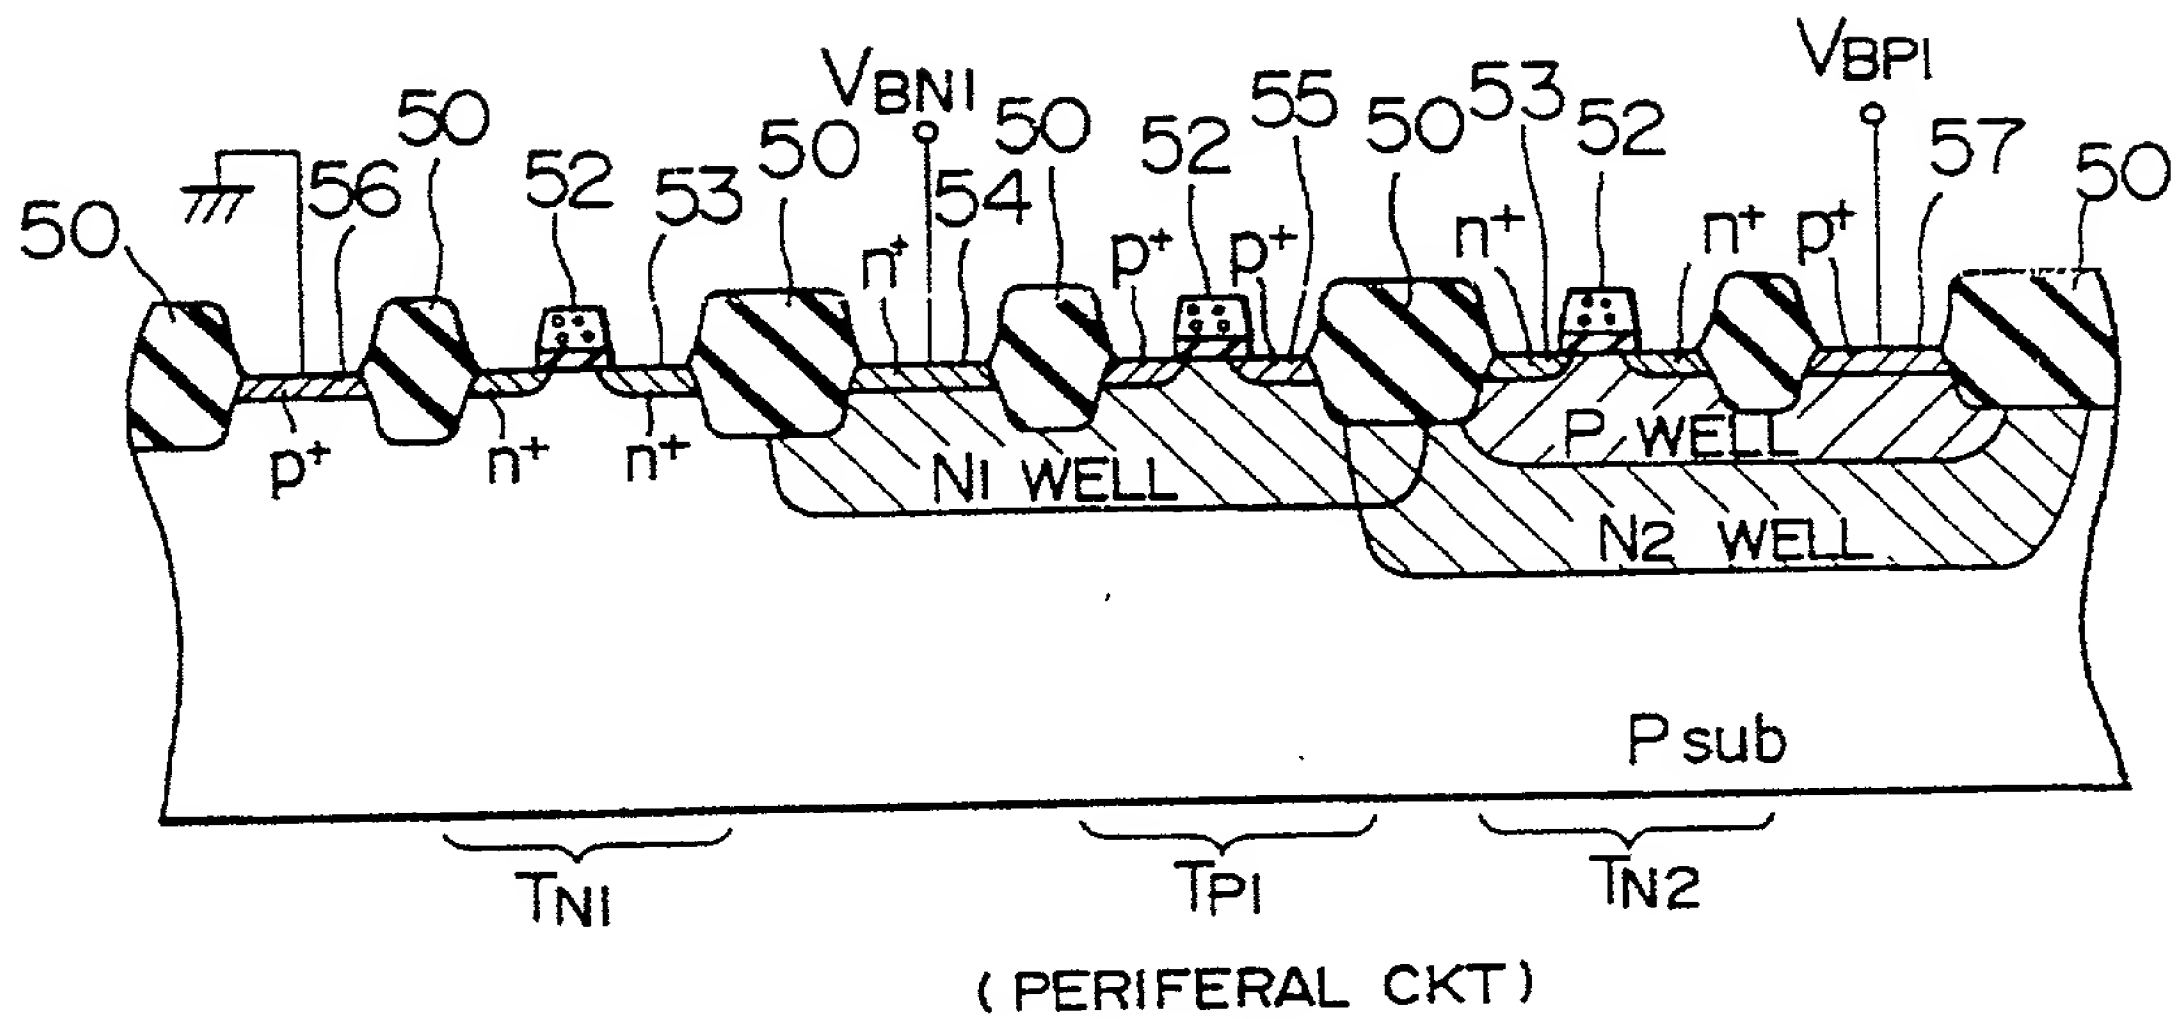 VBN1 VBP1
50 50 52 53 50 50 52 55 50 53 52 57 50
56 54
n+ p+ p+ n+ n+ p+
p+ n+ n+
N1 WELL P WELL
N2 WELL
P sub
TN1 TP1 TN2
(PERIFERAL CKT)